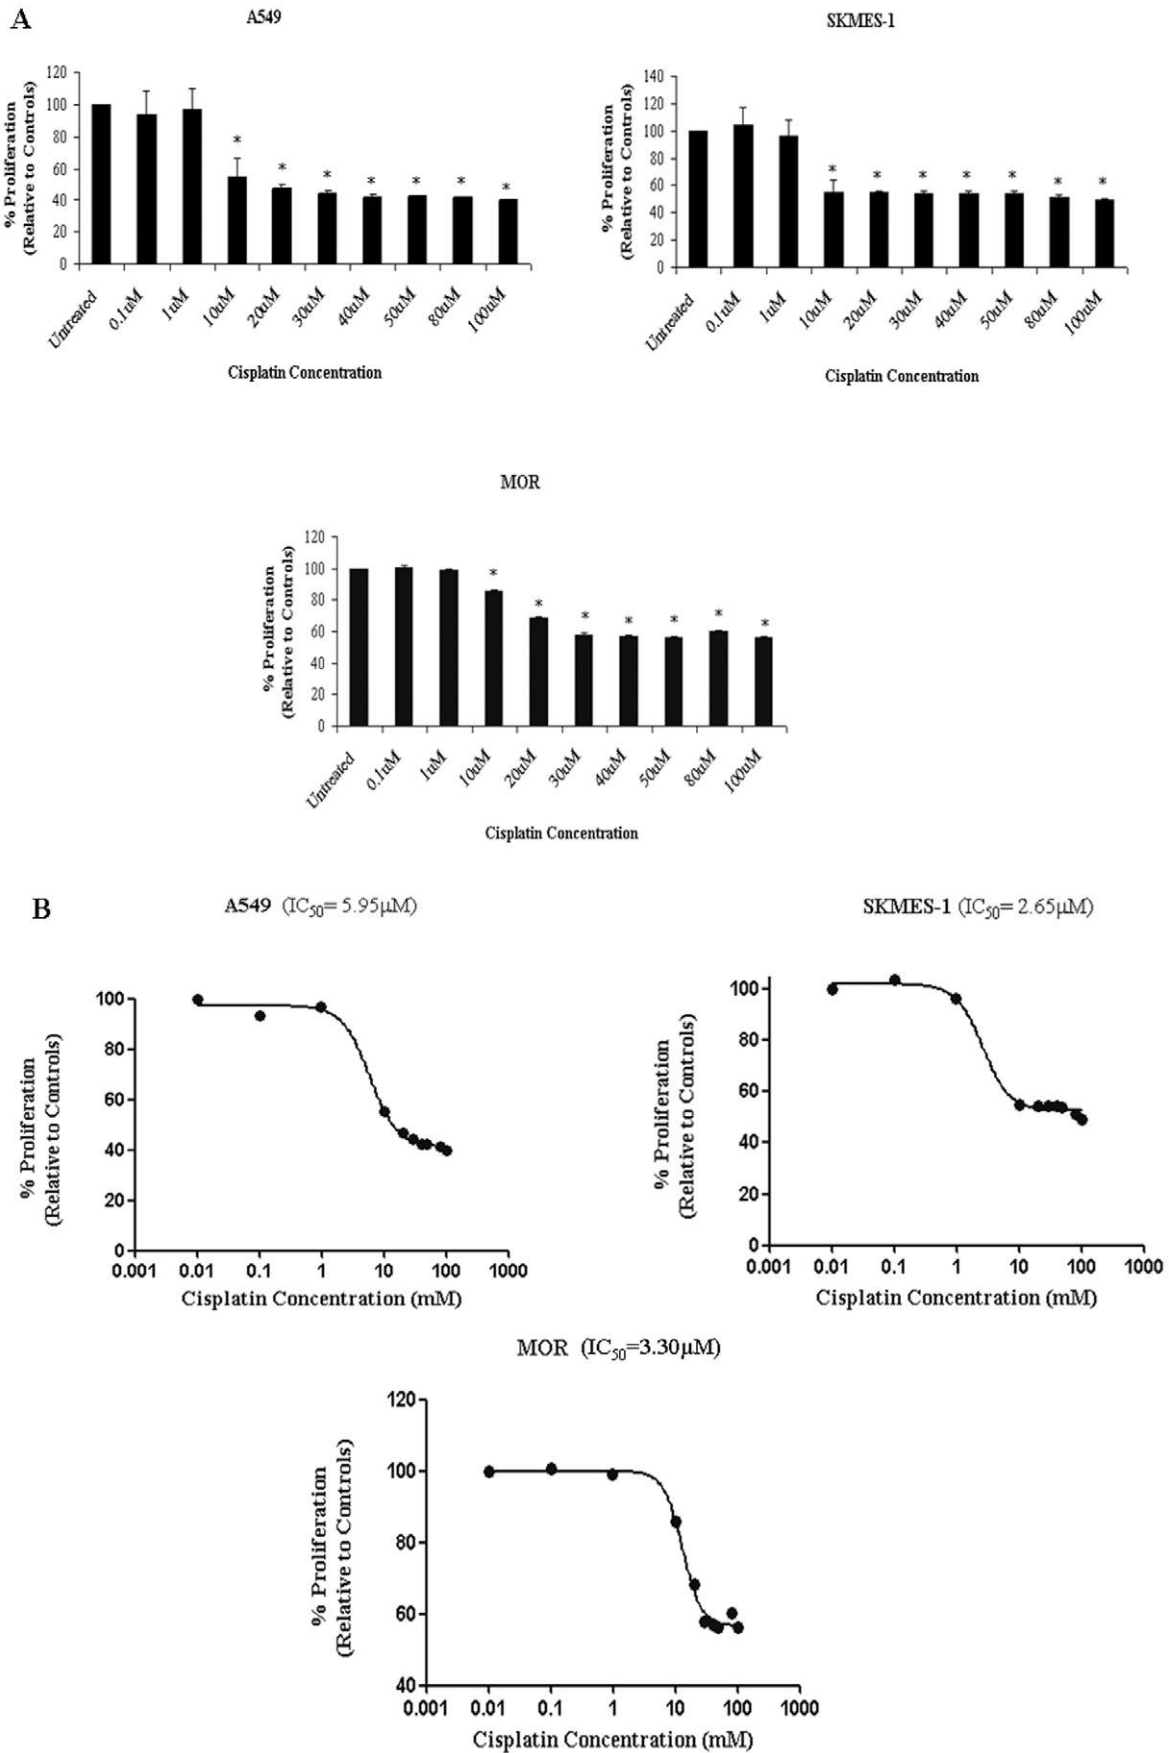 A
A549
% Proliferation
(Relative to Controls)
120
100
80
60
40
20
0
* * * * * * *
Untreated 0.1uM 1uM 10uM 20uM 30uM 40uM 50uM 80uM 100uM
Cisplatin Concentration
SKMES-1
% Proliferation
(Relative to Controls)
140
120
100
80
60
40
20
0
* * * * * * *
Untreated 0.1uM 1uM 10uM 20uM 30uM 40uM 50uM 80uM 100uM
Cisplatin Concentration
MOR
% Proliferation
(Relative to Controls)
120
100
80
60
40
20
0
* * * * * * *
Untreated 0.1uM 1uM 10uM 20uM 30uM 40uM 50uM 80uM 100uM
Cisplatin Concentration
B
A549 (IC50= 5.95µM)
% Proliferation
(Relative to Controls)
100
80
60
40
20
0
0.001 0.01 0.1 1 10 100 1000
Cisplatin Concentration (mM)
SKMES-1 (IC50= 2.65µM)
% Proliferation
(Relative to Controls)
100
80
60
40
20
0
0.001 0.01 0.1 1 10 100 1000
Cisplatin Concentration (mM)
MOR (IC50=3.30µM)
% Proliferation
(Relative to Controls)
120
100
80
60
40
0.001 0.01 0.1 1 10 100 1000
Cisplatin Concentration (mM)